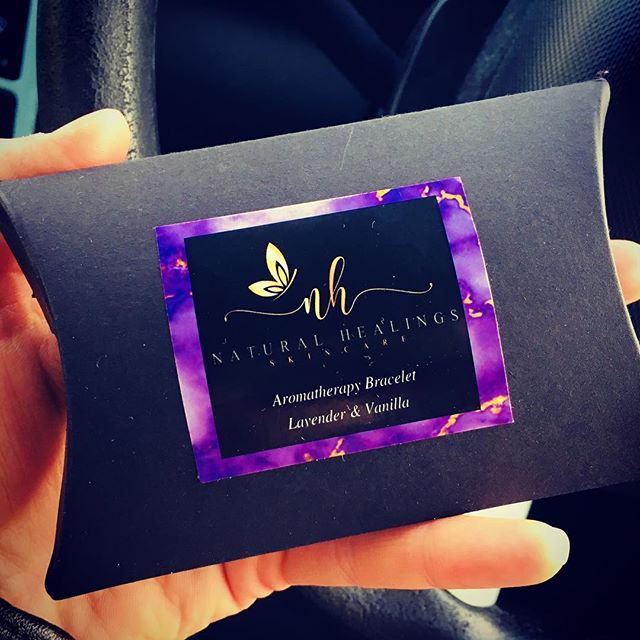 nh
NATURAL HEALINGS
SKINCARE
Aromatherapy Bracelet
Lavender & Vanilla